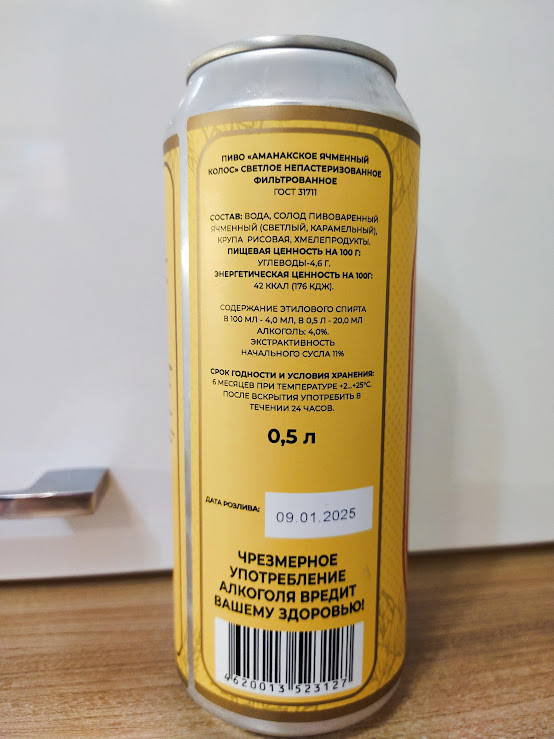 ПИВО «АМАНАКСКОЕ ЯЧМЕННЫЙ
КОЛОС» СВЕТЛОЕ НЕПАСТЕРИЗОВАННОЕ
ФИЛЬТРОВАННОЕ
ГОСТ 31711
СОСТАВ: ВОДА, СОЛОД ПИВОВАРЕННЫЙ
ЯЧМЕННЫЙ (СВЕТЛЫЙ, КАРАМЕЛЬНЫЙ),
КРУПА РИСОВАЯ, ХМЕЛЕПРОДУКТЫ.
ПИЩЕВАЯ ЦЕННОСТЬ НА 100 Г:
УГЛЕВОДЫ-4,6 Г.
ЭНЕРГЕТИЧЕСКАЯ ЦЕННОСТЬ НА 100Г:
42 ККАЛ (176 КДЖ).
СОДЕРЖАНИЕ ЭТИЛОВОГО СПИРТА
В 100 МЛ - 4,0 МЛ, В 0,5 Л - 20,0 МЛ
АЛКОГОЛЬ: 4,0%.
ЭКСТРАКТИВНОСТЬ
НАЧАЛЬНОГО СУСЛА 11%
СРОК ГОДНОСТИ И УСЛОВИЯ ХРАНЕНИЯ:
6 МЕСЯЦЕВ ПРИ ТЕМПЕРАТУРЕ +2...+25°С.
ПОСЛЕ ВСКРЫТИЯ УПОТРЕБИТЬ В
ТЕЧЕНИИ 24 ЧАСОВ.
0,5 л
ДАТА РОЗЛИВА:
09.01.2025
ЧРЕЗМЕРНОЕ
УПОТРЕБЛЕНИЕ
АЛКОГОЛЯ ВРЕДИТ
ВАШЕМУ ЗДОРОВЬЮ!
4620013 523127